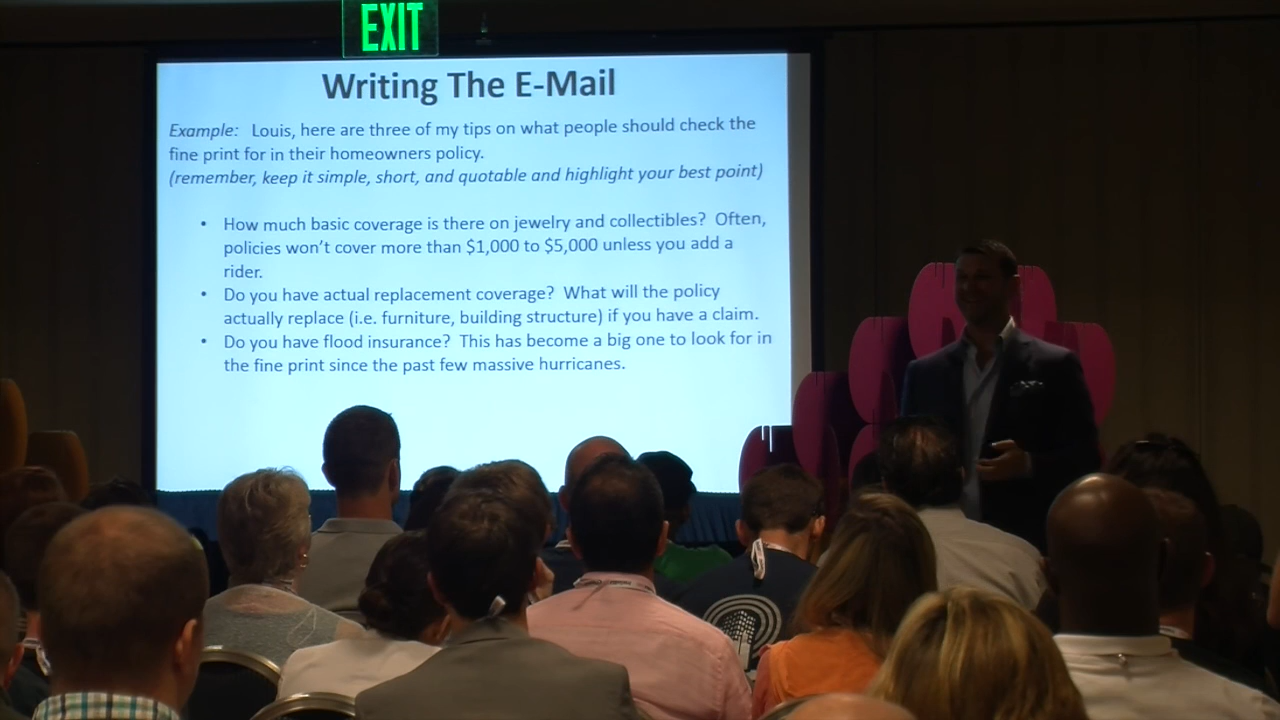 EXIT
Writing The E-Mail
Example: Louis, here are three of my tips on what people should check the
fine print for in their homeowners policy.
(remember, keep it simple, short, and quotable and highlight your best point)
• How much basic coverage is there on jewelry and collectibles? Often,
policies won't cover more than $1,000 to $5,000 unless you add a
rider.
• Do you have actual replacement coverage? What will the policy
actually replace (i.e. furniture, building structure) if you have a claim.
• Do you have flood insurance? This has become a big one to look for in
the fine print since the past few massive hurricanes.